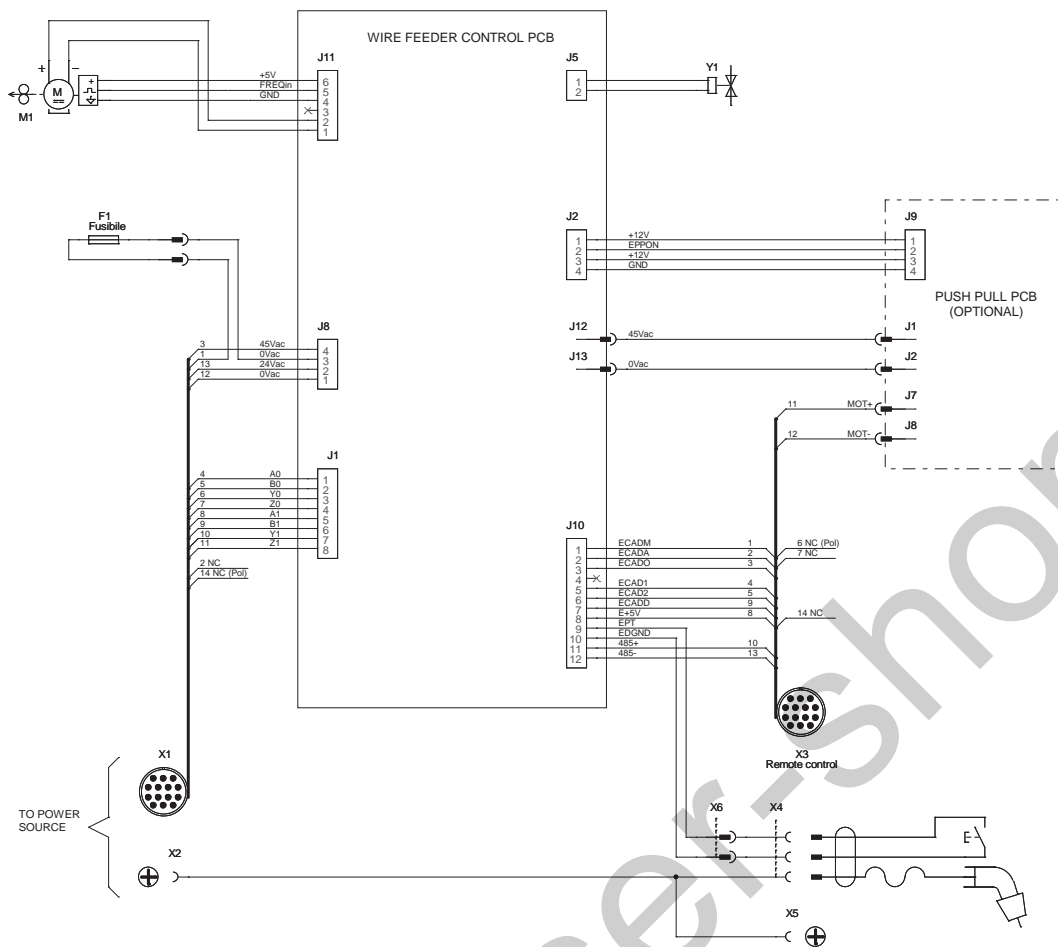 WIRE FEEDER CONTROL PCB
J11
+5V
FREQin
GND
6
5
4
3
2
1
+
-
M
+
M1
J5
1
2
Y1
F1
Fusibile
J2
1
2
3
4
+12V
EPPON
+12V
GND
J9
1
2
3
4
PUSH PULL PCB
(OPTIONAL)
J8
3 45Vac 4
1 0Vac 3
13 24Vac 2
12 0Vac 1
J12 45Vac J1
J13 0Vac J2
11 MOT+ J7
12 MOT- J8
J1
4 A0 1
5 B0 2
6 Y0 3
7 Z0 4
8 A1 5
9 B1 6
10 Y1 7
11 Z1 8
2 NC
14 NC (Pol)
J10
1 ECADM 1
2 ECADA 2
3 ECADO 3
4
5 ECAD1 4
6 ECAD2 5
7 ECADD 9
8 E+5V 8
9 EPT
10 EDGND
11 485+ 10
12 485- 13
6 NC (Pol)
7 NC
14 NC
X3
Remote control
X1
TO POWER
SOURCE
X2
X6
X4
X5
er-shop